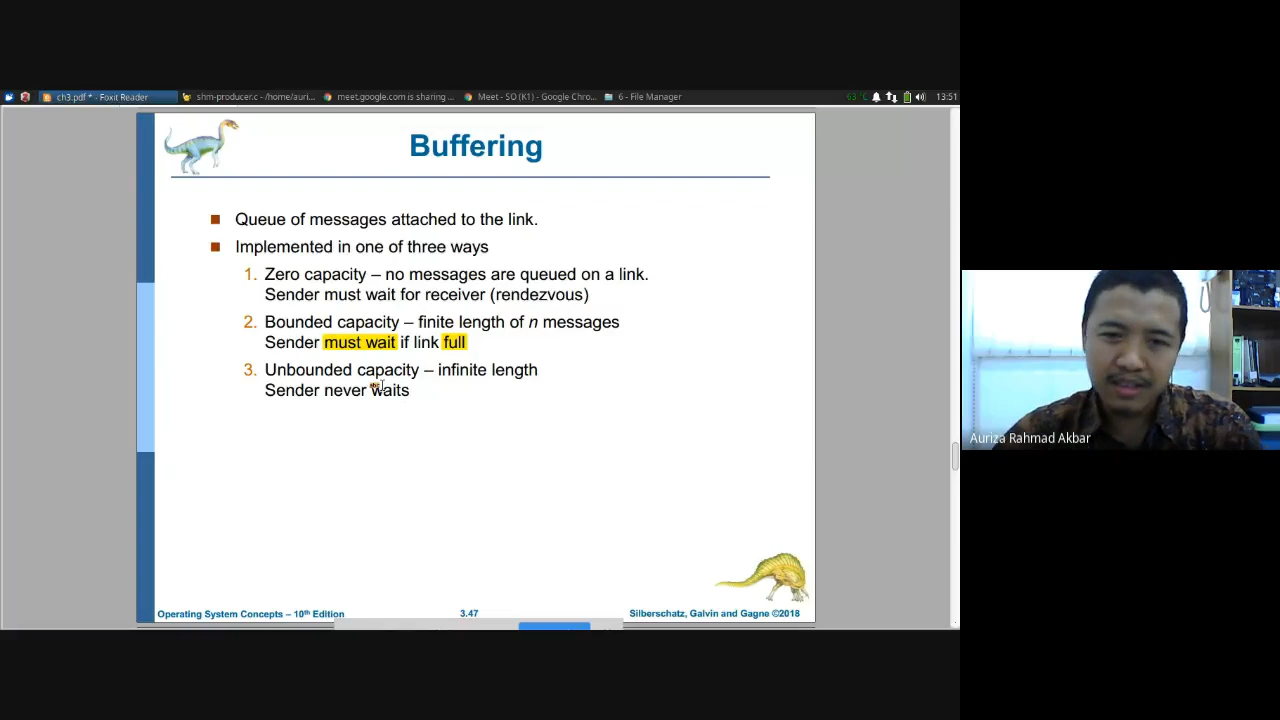 ch3.pdf * - Foxit Reader
shm-producer.c - /home/auri...
meet.google.com is sharing ...
Meet - SO (K1) - Google Chro...
6 - File Manager
63 °C
13:51
Buffering
Queue of messages attached to the link.
Implemented in one of three ways
1. Zero capacity – no messages are queued on a link.
Sender must wait for receiver (rendezvous)
2. Bounded capacity – finite length of n messages
Sender must wait if link full
3. Unbounded capacity – infinite length
Sender never waits
Auriza Rahmad Akbar
Operating System Concepts – 10th Edition
3.47
Silberschatz, Galvin and Gagne ©2018